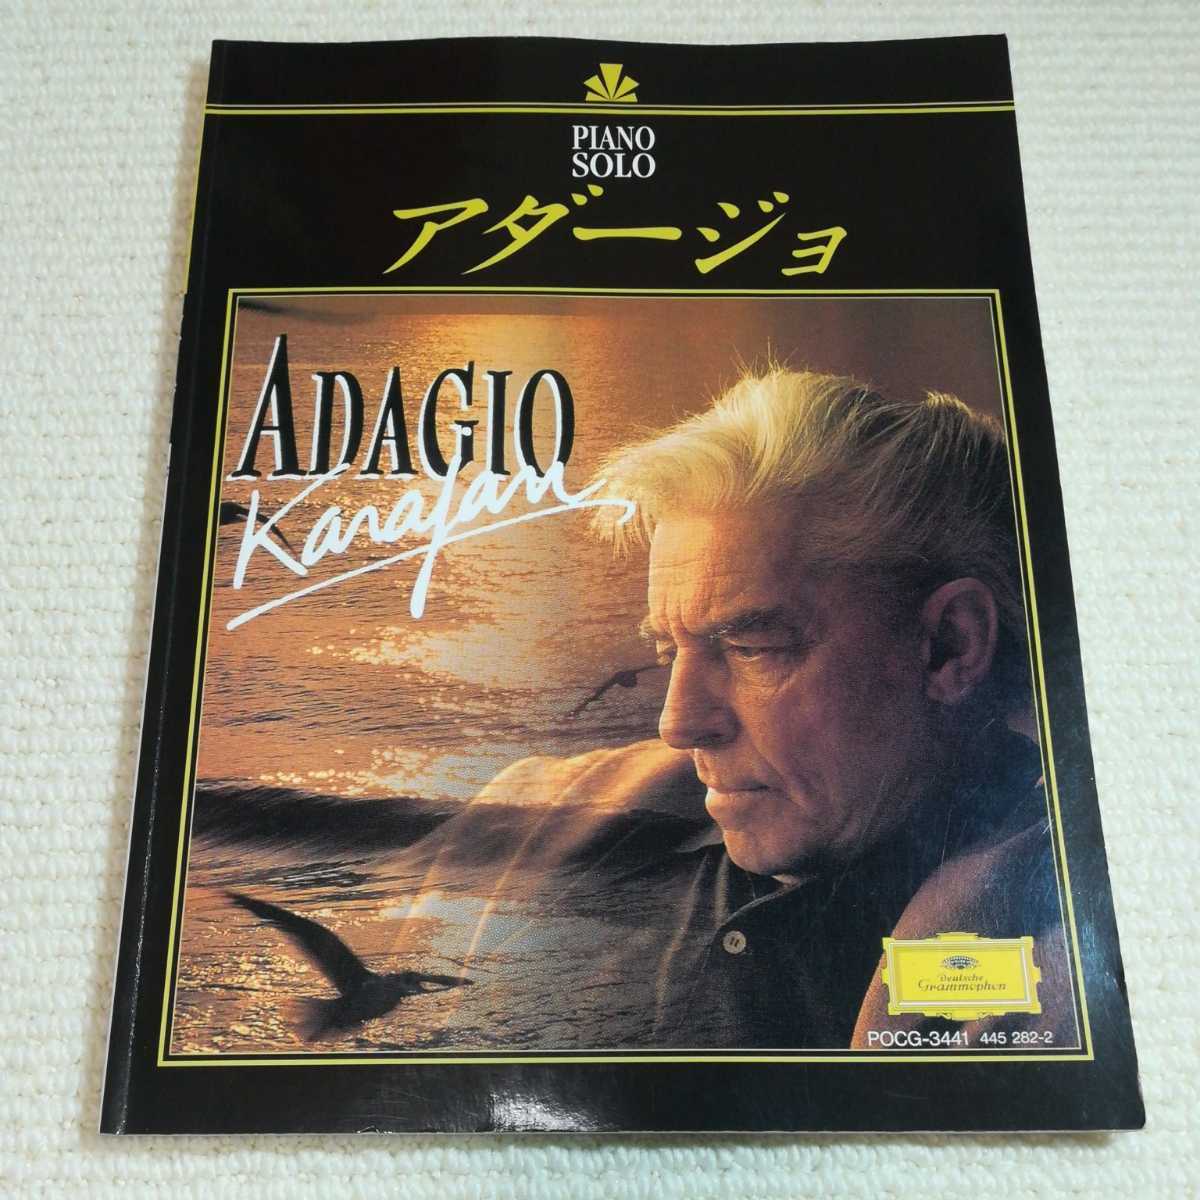 PIANO
SOLO
アダージョ
ADAGIO
Karajan
Deutsche
Grammophon
POCG-3441 445 282-2